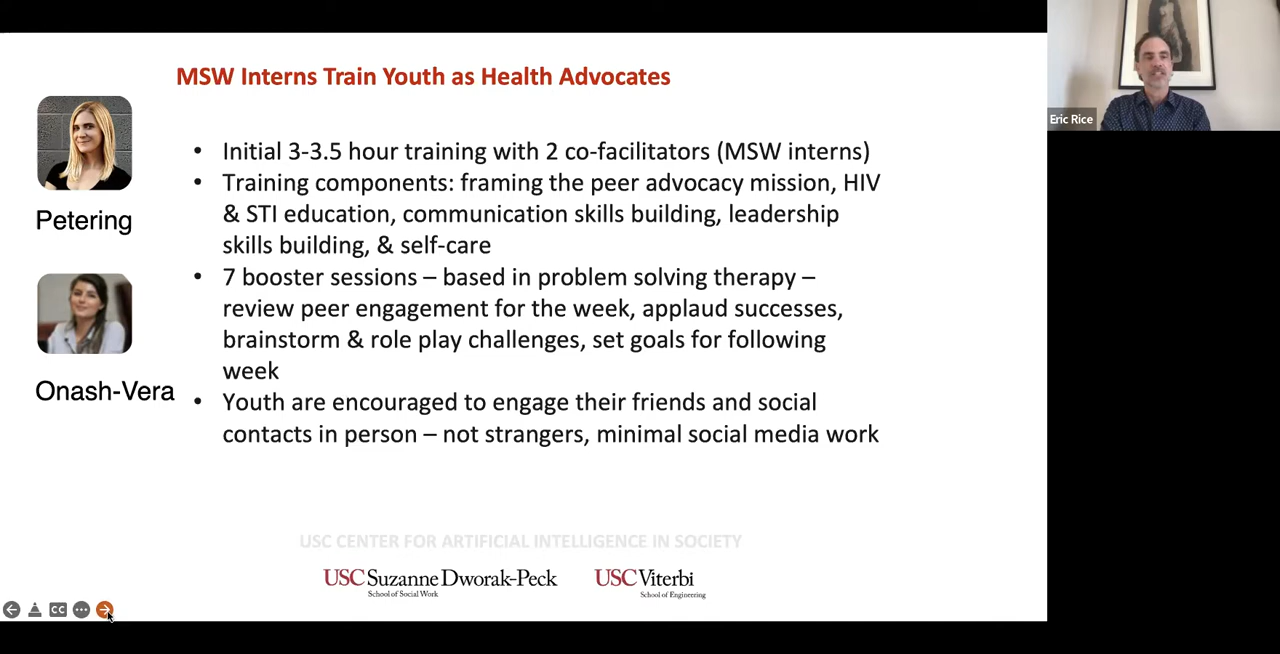 MSW Interns Train Youth as Health Advocates
Petering
Onash-Vera
• Initial 3-3.5 hour training with 2 co-facilitators (MSW interns)
• Training components: framing the peer advocacy mission, HIV
& STI education, communication skills building, leadership
skills building, & self-care
• 7 booster sessions – based in problem solving therapy –
review peer engagement for the week, applaud successes,
brainstorm & role play challenges, set goals for following
week
• Youth are encouraged to engage their friends and social
contacts in person – not strangers, minimal social media work
USC CENTER FOR ARTIFICIAL INTELLIGENCE IN SOCIETY
USC Suzanne Dworak-Peck
School of Social Work
USC Viterbi
School of Engineering
CC
Eric Rice